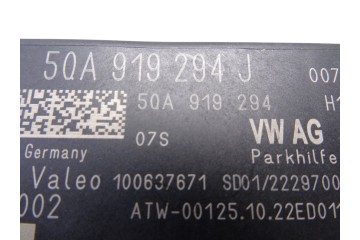 5QA 919 294 J 007
5QA 919 294 H1
07S VW AG
Germany Parkhilfe
Valeo 100637671 SD01/2229700
002 ATW-00125.10.22ED011